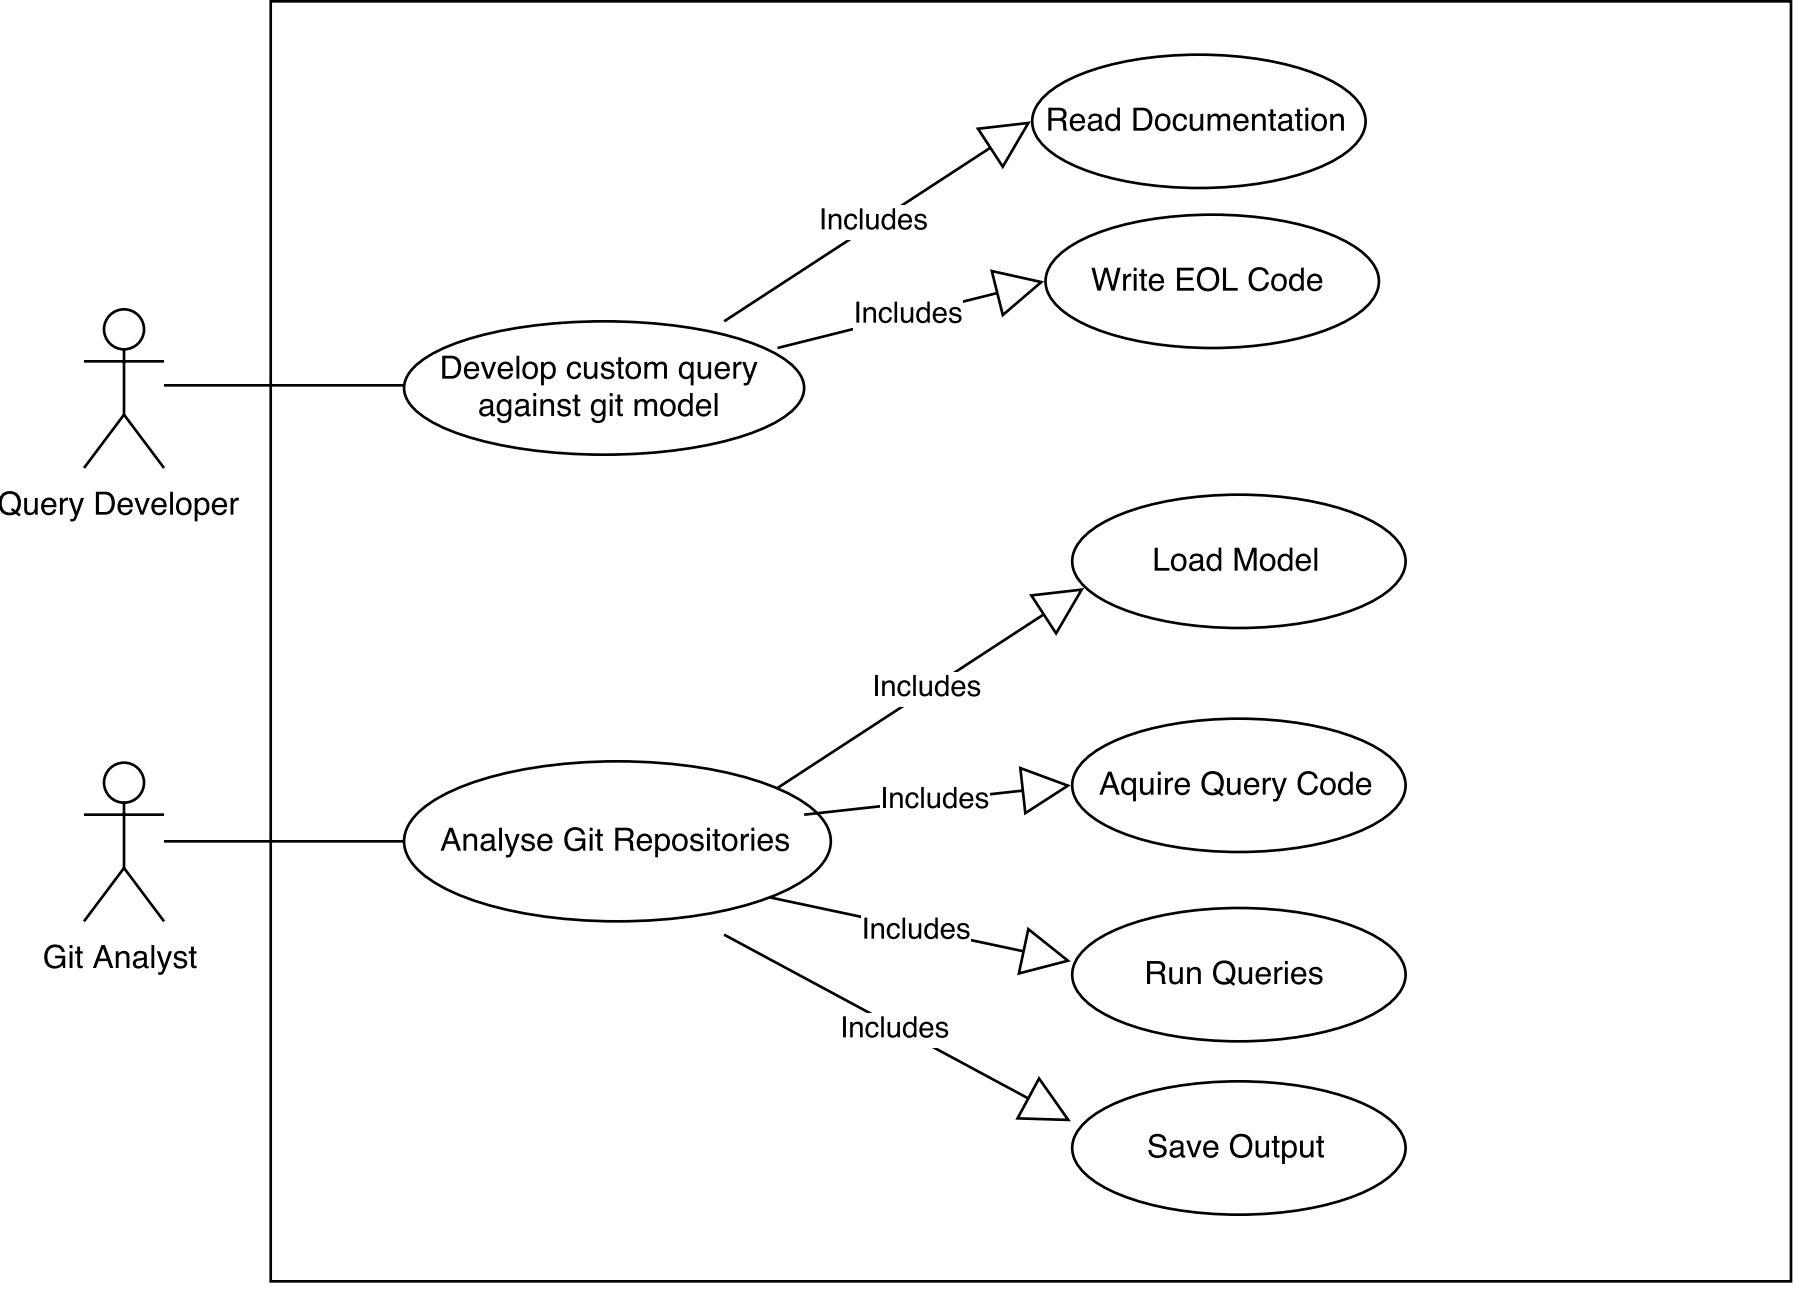 Read Documentation
Includes
Write EOL Code
Includes
Develop custom query
against git model
Query Developer
Load Model
Includes
Aquire Query Code
Includes
Analyse Git Repositories
Git Analyst
Includes
Run Queries
Includes
Save Output